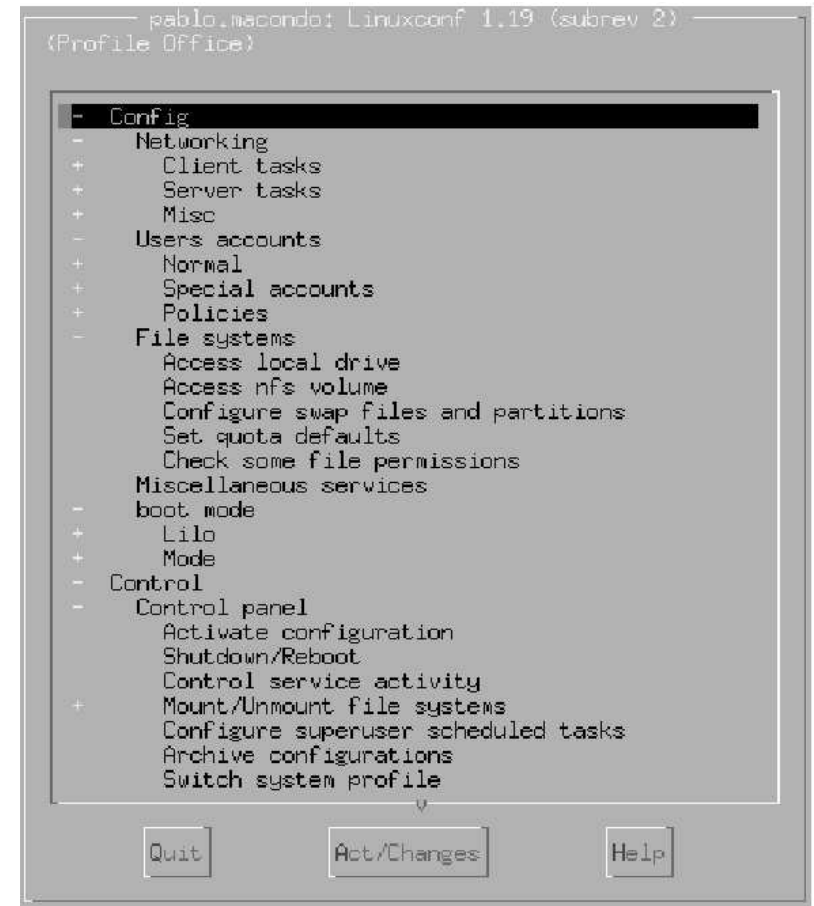 pablo.macondo: Linuxconf 1.19 (subrev 2)
(Profile Office)
- Config
- Networking
+ Client tasks
+ Server tasks
+ Misc
- Users accounts
+ Normal
+ Special accounts
+ Policies
- File systems
Access local drive
Access nfs volume
Configure swap files and partitions
Set quota defaults
Check some file permissions
Miscellaneous services
- boot mode
+ Lilo
+ Mode
- Control
- Control panel
Activate configuration
Shutdown/Reboot
Control service activity
+ Mount/Unmount file systems
Configure superuser scheduled tasks
Archive configurations
Switch system profile
v
Quit Act/Changes Help